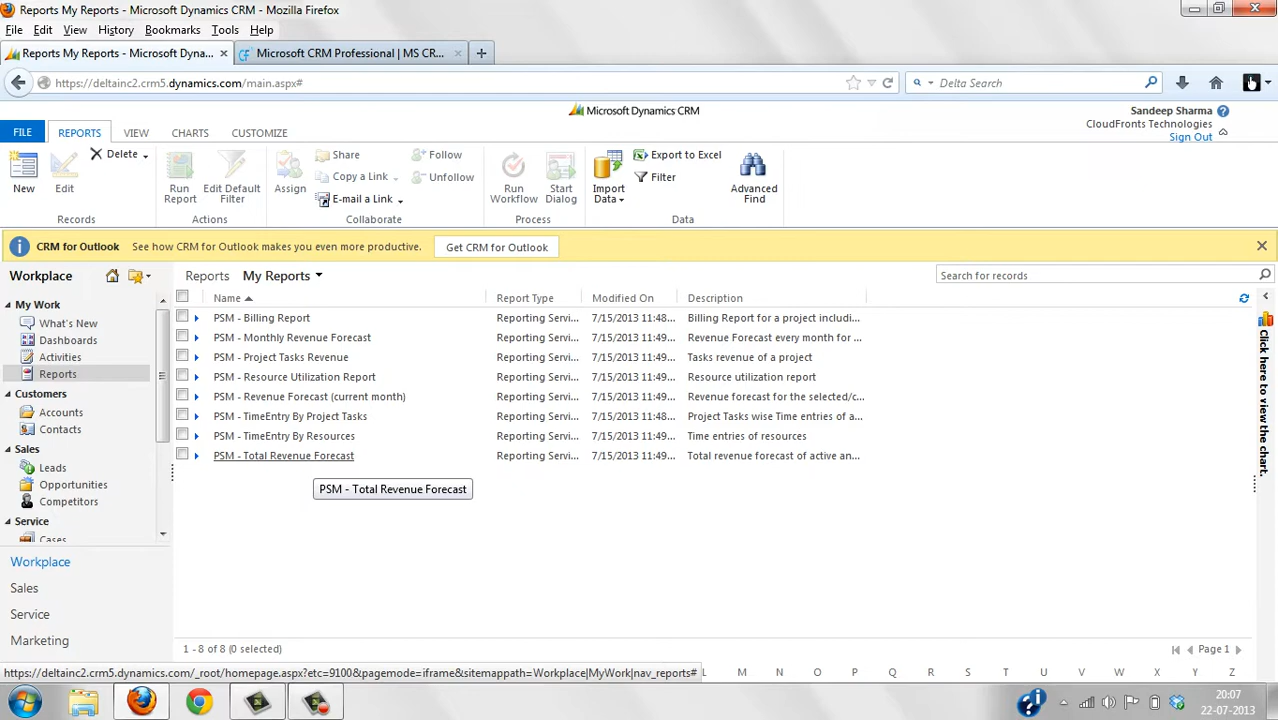 Reports My Reports - Microsoft Dynamics CRM - Mozilla Firefox
File Edit View History Bookmarks Tools Help
Reports My Reports - Microsoft Dyna... × Microsoft CRM Professional | MS CR... × +
https://deltainc2.crm5.dynamics.com/main.aspx# Delta Search
Microsoft Dynamics CRM
Sandeep Sharma
CloudFronts Technologies
Sign Out
FILE REPORTS VIEW CHARTS CUSTOMIZE
New Edit Delete
Run Report Edit Default Filter
Assign Share Copy a Link E-mail a Link Follow Unfollow
Run Workflow Start Dialog
Import Data Export to Excel Filter Advanced Find
Records Actions Collaborate Process Data
CRM for Outlook See how CRM for Outlook makes you even more productive. Get CRM for Outlook
Workplace
My Work
What's New
Dashboards
Activities
Reports
Customers
Accounts
Contacts
Sales
Leads
Opportunities
Competitors
Service
Cases
Workplace
Sales
Service
Marketing
Reports My Reports
Search for records
Name Report Type Modified On Description
PSM - Billing Report Reporting Servi... 7/15/2013 11:48... Billing Report for a project includi...
PSM - Monthly Revenue Forecast Reporting Servi... 7/15/2013 11:49... Revenue Forecast every month for ...
PSM - Project Tasks Revenue Reporting Servi... 7/15/2013 11:49... Tasks revenue of a project
PSM - Resource Utilization Report Reporting Servi... 7/15/2013 11:49... Resource utilization report
PSM - Revenue Forecast (current month) Reporting Servi... 7/15/2013 11:49... Revenue forecast for the selected/c...
PSM - TimeEntry By Project Tasks Reporting Servi... 7/15/2013 11:48... Project Tasks wise Time entries of a...
PSM - TimeEntry By Resources Reporting Servi... 7/15/2013 11:49... Time entries of resources
PSM - Total Revenue Forecast Reporting Servi... 7/15/2013 11:49... Total revenue forecast of active an...
PSM - Total Revenue Forecast
Click here to view the chart.
1 - 8 of 8 (0 selected) Page 1
https://deltainc2.crm5.dynamics.com/_root/homepage.aspx?etc=9100&pagemode=iframe&sitemappath=Workplace|MyWork|nav_reports# L M N O P Q R S T U V W X Y Z
20:07
22-07-2013